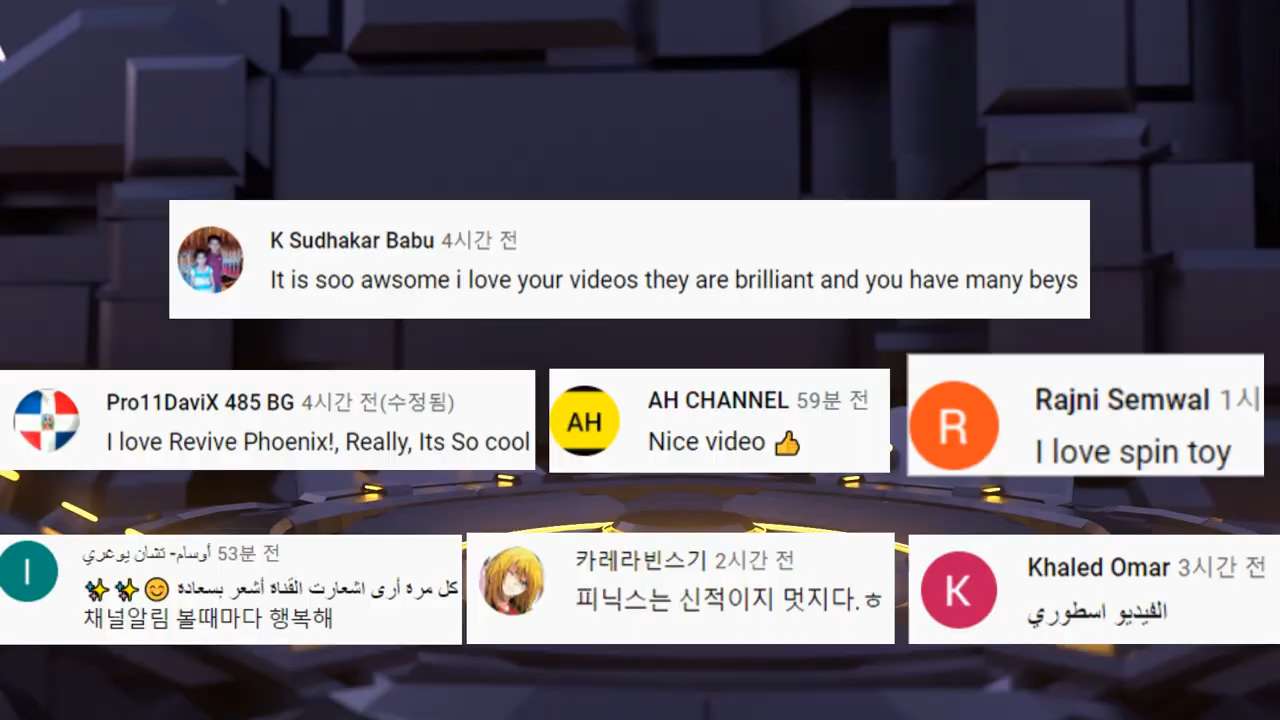 K Sudhakar Babu 4시간 전
It is soo awsome i love your videos they are brilliant and you have many beys
Pro11DaviX 485 BG 4시간 전(수정됨)
I love Revive Phoenix!, Really, Its So cool
AH
AH CHANNEL 59분 전
Nice video 👍
R
Rajni Semwal 1시
I love spin toy
I
أوسام- تشان يوغري 53분 전
كل مره أرى اشعارت القناه أشعر بسعاده 😊✨✨
채널알림 볼때마다 행복해
카레라빈스기 2시간 전
피닉스는 신적이지 멋지다.ㅎ
K
Khaled Omar 3시간 전
الفيديو اسطوري